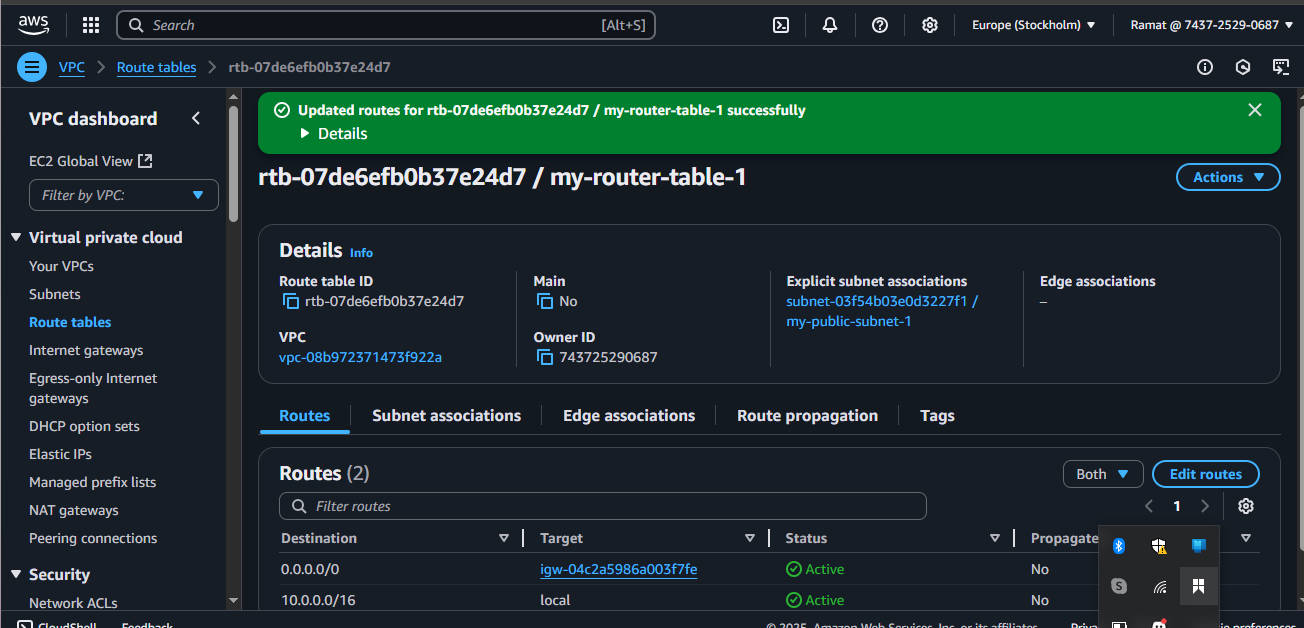 aws
Search [Alt+S] Europe (Stockholm) Ramat @ 7437-2529-0687
VPC Route tables rtb-07de6efb0b37e24d7
VPC dashboard
EC2 Global View
Filter by VPC:
Virtual private cloud
Your VPCs
Subnets
Route tables
Internet gateways
Egress-only Internet
gateways
DHCP option sets
Elastic IPs
Managed prefix lists
NAT gateways
Peering connections
Security
Network ACLs
Updated routes for rtb-07de6efb0b37e24d7 / my-router-table-1 successfully
Details
rtb-07de6efb0b37e24d7 / my-router-table-1
Actions
Details Info
Route table ID
rtb-07de6efb0b37e24d7
VPC
vpc-08b972371473f922a
Main
No
Owner ID
743725290687
Explicit subnet associations
subnet-03f54b03e0d3227f1 /
my-public-subnet-1
Edge associations
–
Routes Subnet associations Edge associations Route propagation Tags
Routes (2)
Both Edit routes
Filter routes
1
Destination Target Status Propagate
0.0.0.0/0 igw-04c2a5986a003f7fe Active No
10.0.0.0/16 local Active No
CloudShell Feedback © 2025, Amazon Web Services, Inc. or its affiliates. Priva ie preferences